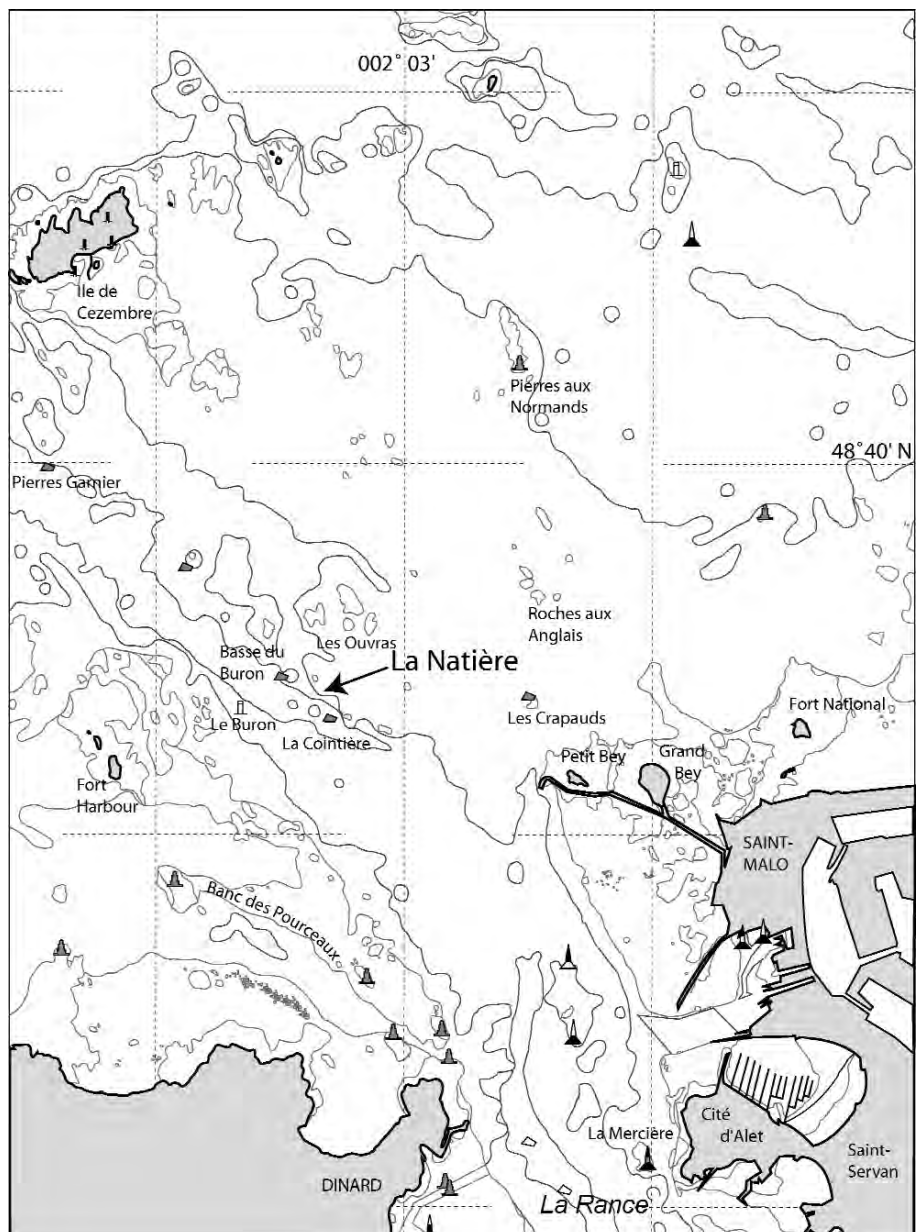 002° 03'
Ile de
Cezembre
Pierres aux
Normands
48°40' N
Pierres Garnier
Roches aux
Anglais
Les Ouvras
Basse du
Buron
La Natière
Le Buron
La Cointière
Les Crapauds
Fort National
Petit Bey
Grand
Bey
Fort
Harbour
SAINT-
MALO
Banc des Pourceaux
Cité
d'Alet
La Mercière
Saint-
Servan
DINARD
La Rance